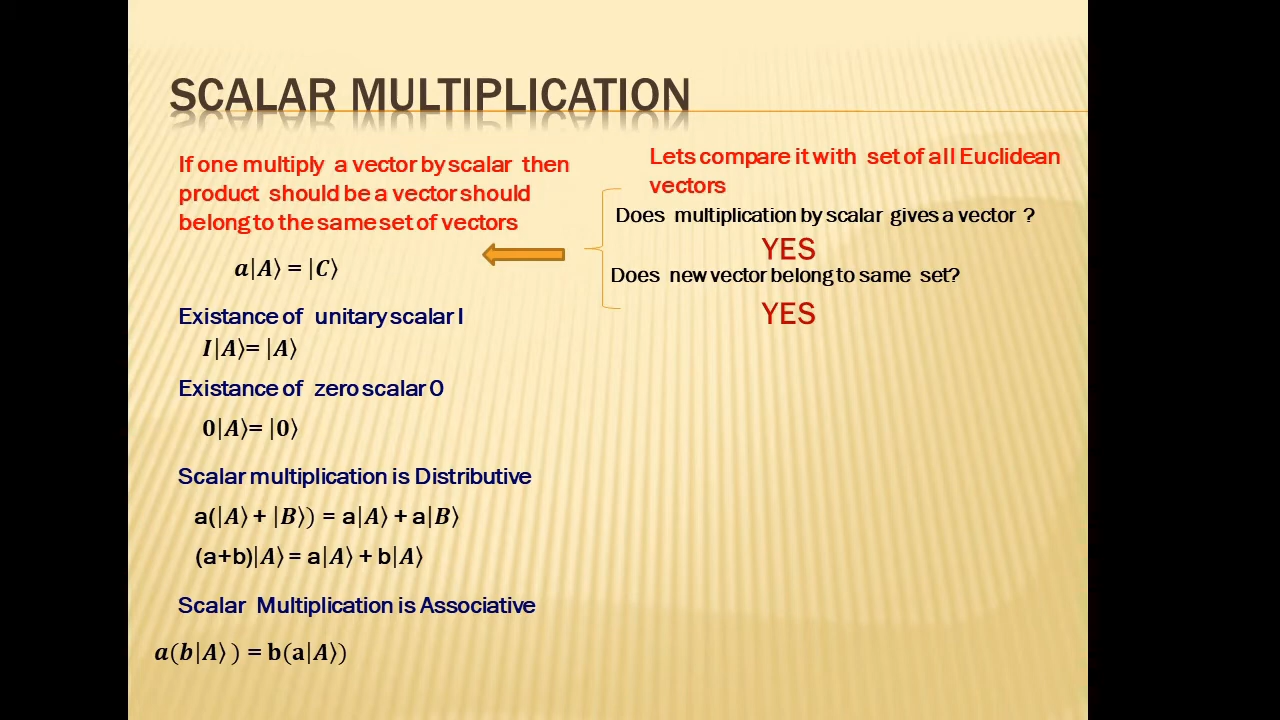 SCALAR MULTIPLICATION
If one multiply a vector by scalar then
product should be a vector should
belong to the same set of vectors
a|A⟩ = |C⟩
Existance of unitary scalar I
I|A⟩= |A⟩
Existance of zero scalar 0
0|A⟩= |0⟩
Scalar multiplication is Distributive
a(|A⟩ + |B⟩) = a|A⟩ + a|B⟩
(a+b)|A⟩ = a|A⟩ + b|A⟩
Scalar Multiplication is Associative
a(b|A⟩ ) = b(a|A⟩)
Lets compare it with set of all Euclidean
vectors
Does multiplication by scalar gives a vector ?
YES
Does new vector belong to same set?
YES